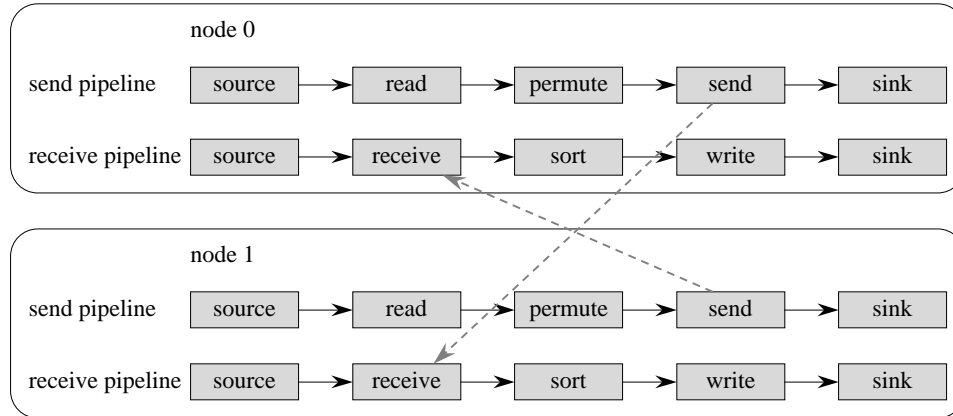 node 0
send pipeline source read permute send sink
receive pipeline source receive sort write sink
node 1
send pipeline source read permute send sink
receive pipeline source receive sort write sink